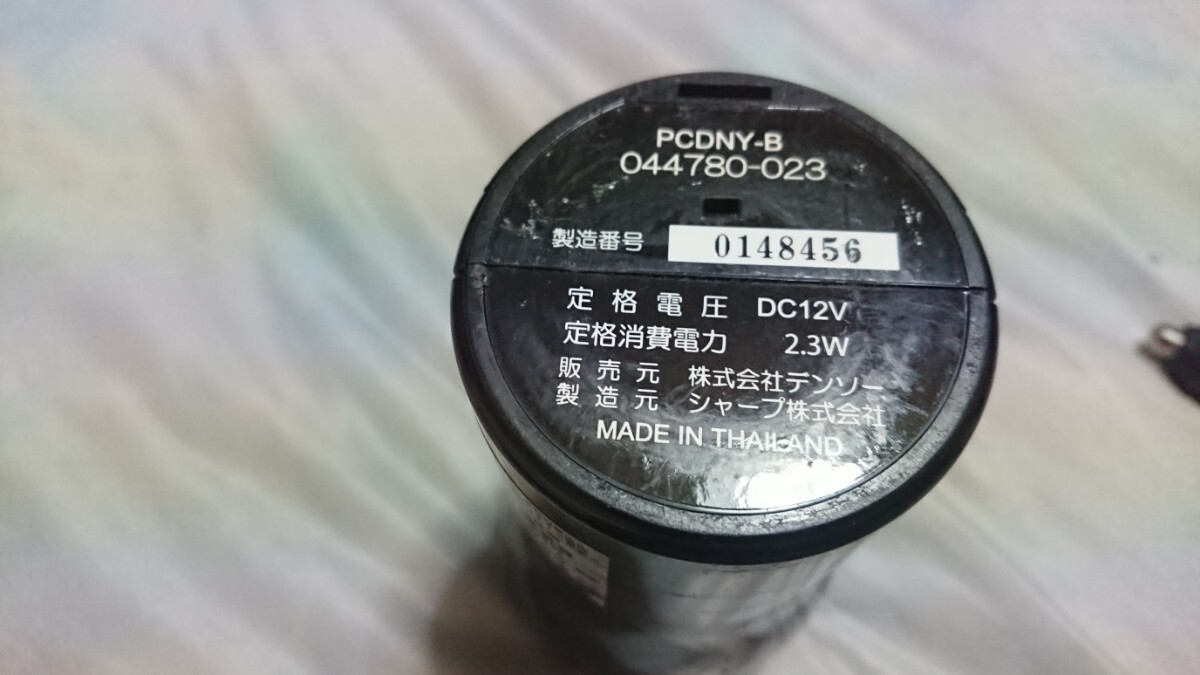 PCDNY-B
044780-023
製造番号 0148456
定格電圧 DC12V
定格消費電力 2.3W
販売元 株式会社デンソー
製造元 シャープ株式会社
MADE IN THAILAND